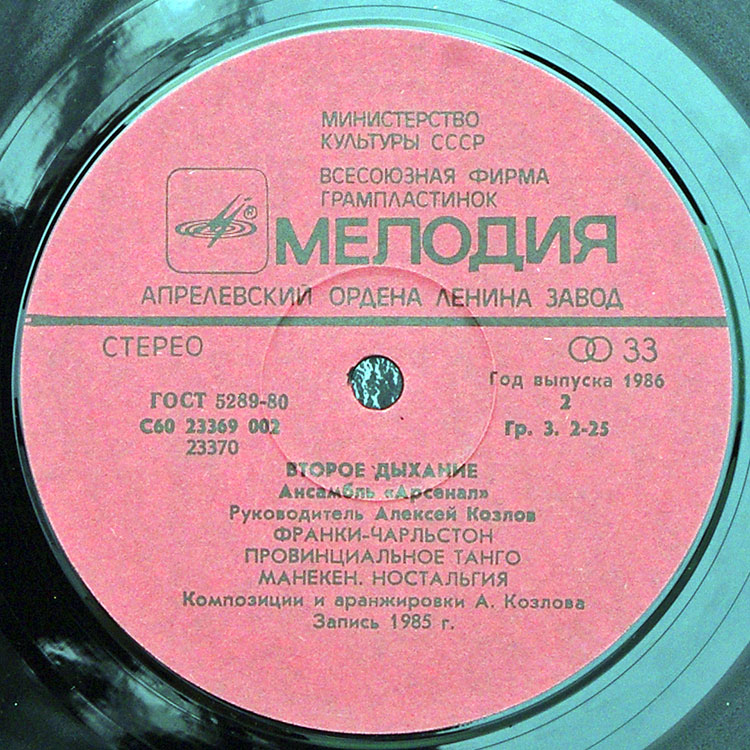 МИНИСТЕРСТВО
КУЛЬТУРЫ СССР
ВСЕСОЮЗНАЯ ФИРМА
ГРАМПЛАСТИНОК
®
МЕЛОДИЯ
АПРЕЛЕВСКИЙ ОРДЕНА ЛЕНИНА ЗАВОД
СТЕРЕО
33
Год выпуска 1986
ГОСТ 5289-80
2
С60 23369 002
Гр. 3. 2-25
23370
ВТОРОЕ ДЫХАНИЕ
Ансамбль «Арсенал»
Руководитель Алексей Козлов
ФРАНКИ-ЧАРЛЬСТОН
ПРОВИНЦИАЛЬНОЕ ТАНГО
МАНЕКЕН. НОСТАЛЬГИЯ
Композиции и аранжировки А. Козлова
Запись 1985 г.